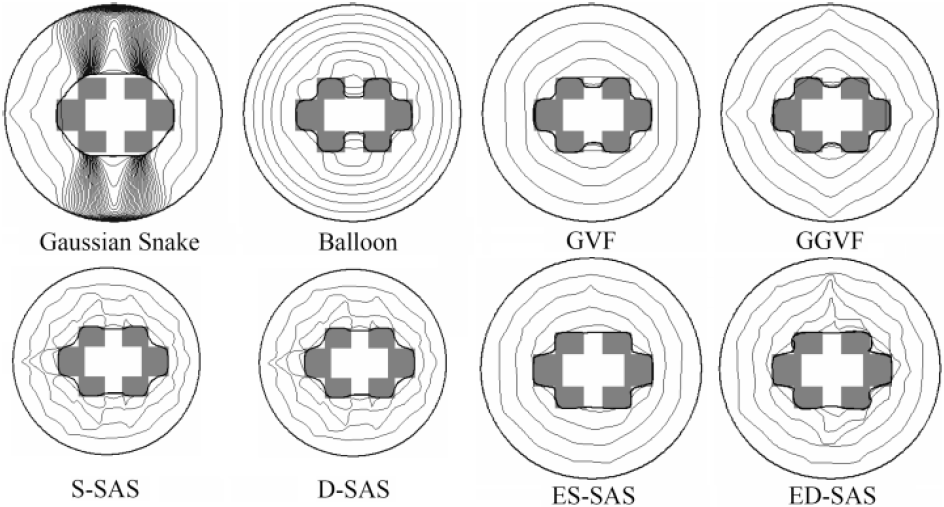 Gaussian Snake Balloon GVF GGVF
S-SAS D-SAS ES-SAS ED-SAS